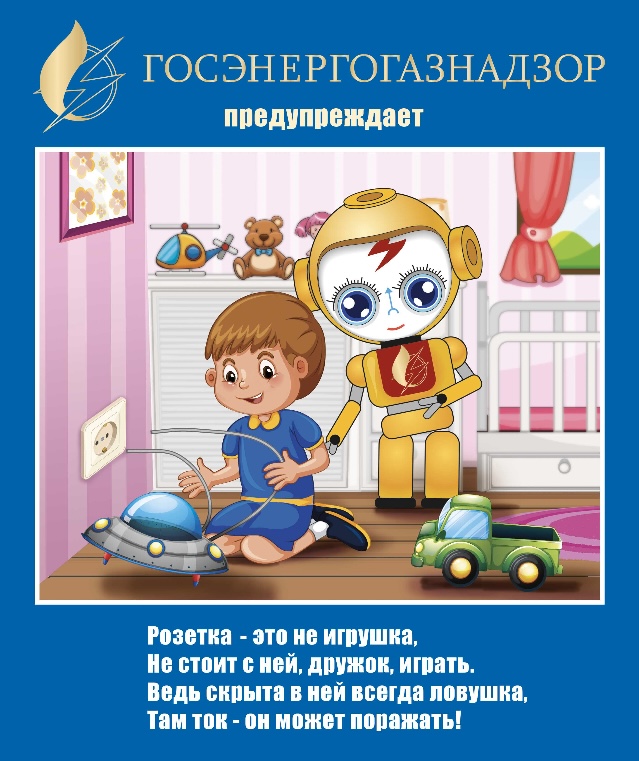 ГОСЭНЕРГОГАЗНАДЗОР
предупреждает
Розетка - это не игрушка,
Не стоит с ней, дружок, играть.
Ведь скрыта в ней всегда ловушка,
Там ток - он может поражать!